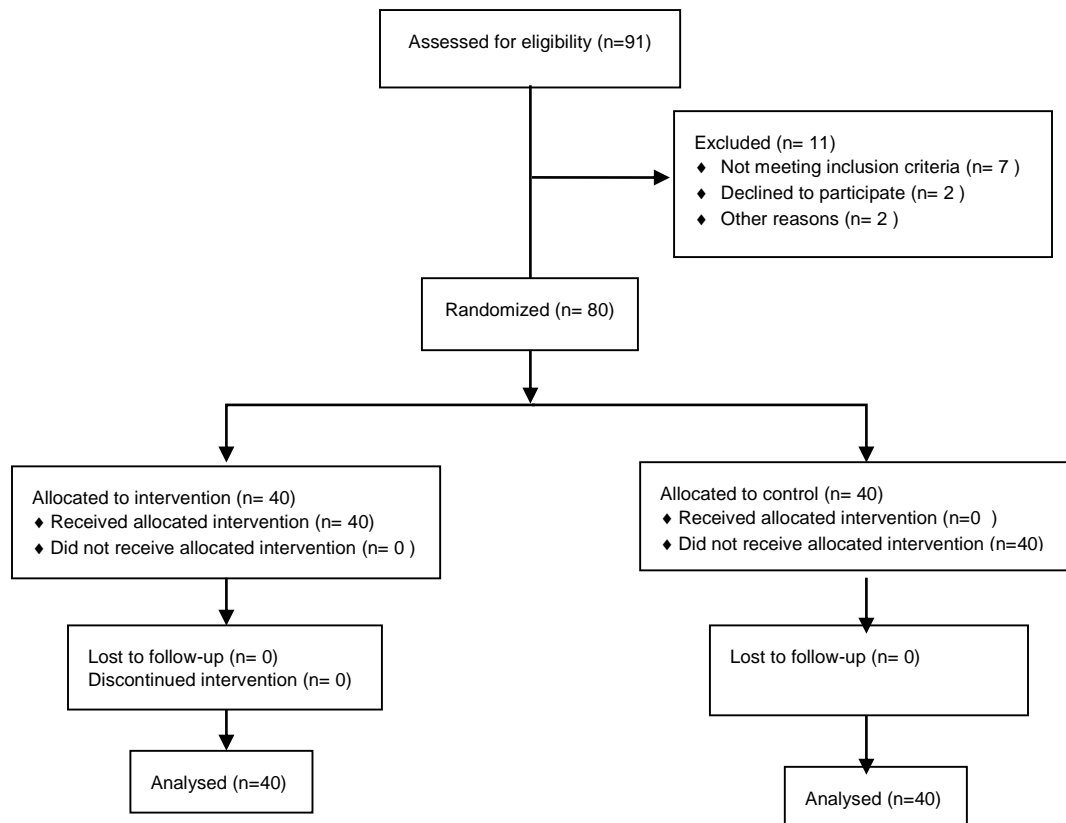 Assessed for eligibility (n=91)
Excluded (n= 11)
♦ Not meeting inclusion criteria (n= 7 )
♦ Declined to participate (n= 2 )
♦ Other reasons (n= 2 )
Randomized (n= 80)
Allocated to intervention (n= 40)
♦ Received allocated intervention (n= 40)
♦ Did not receive allocated intervention (n= 0 )
Allocated to control (n= 40)
♦ Received allocated intervention (n=0 )
♦ Did not receive allocated intervention (n=40)
Lost to follow-up (n= 0)
Discontinued intervention (n= 0)
Lost to follow-up (n= 0)
Analysed (n=40)
Analysed (n=40)